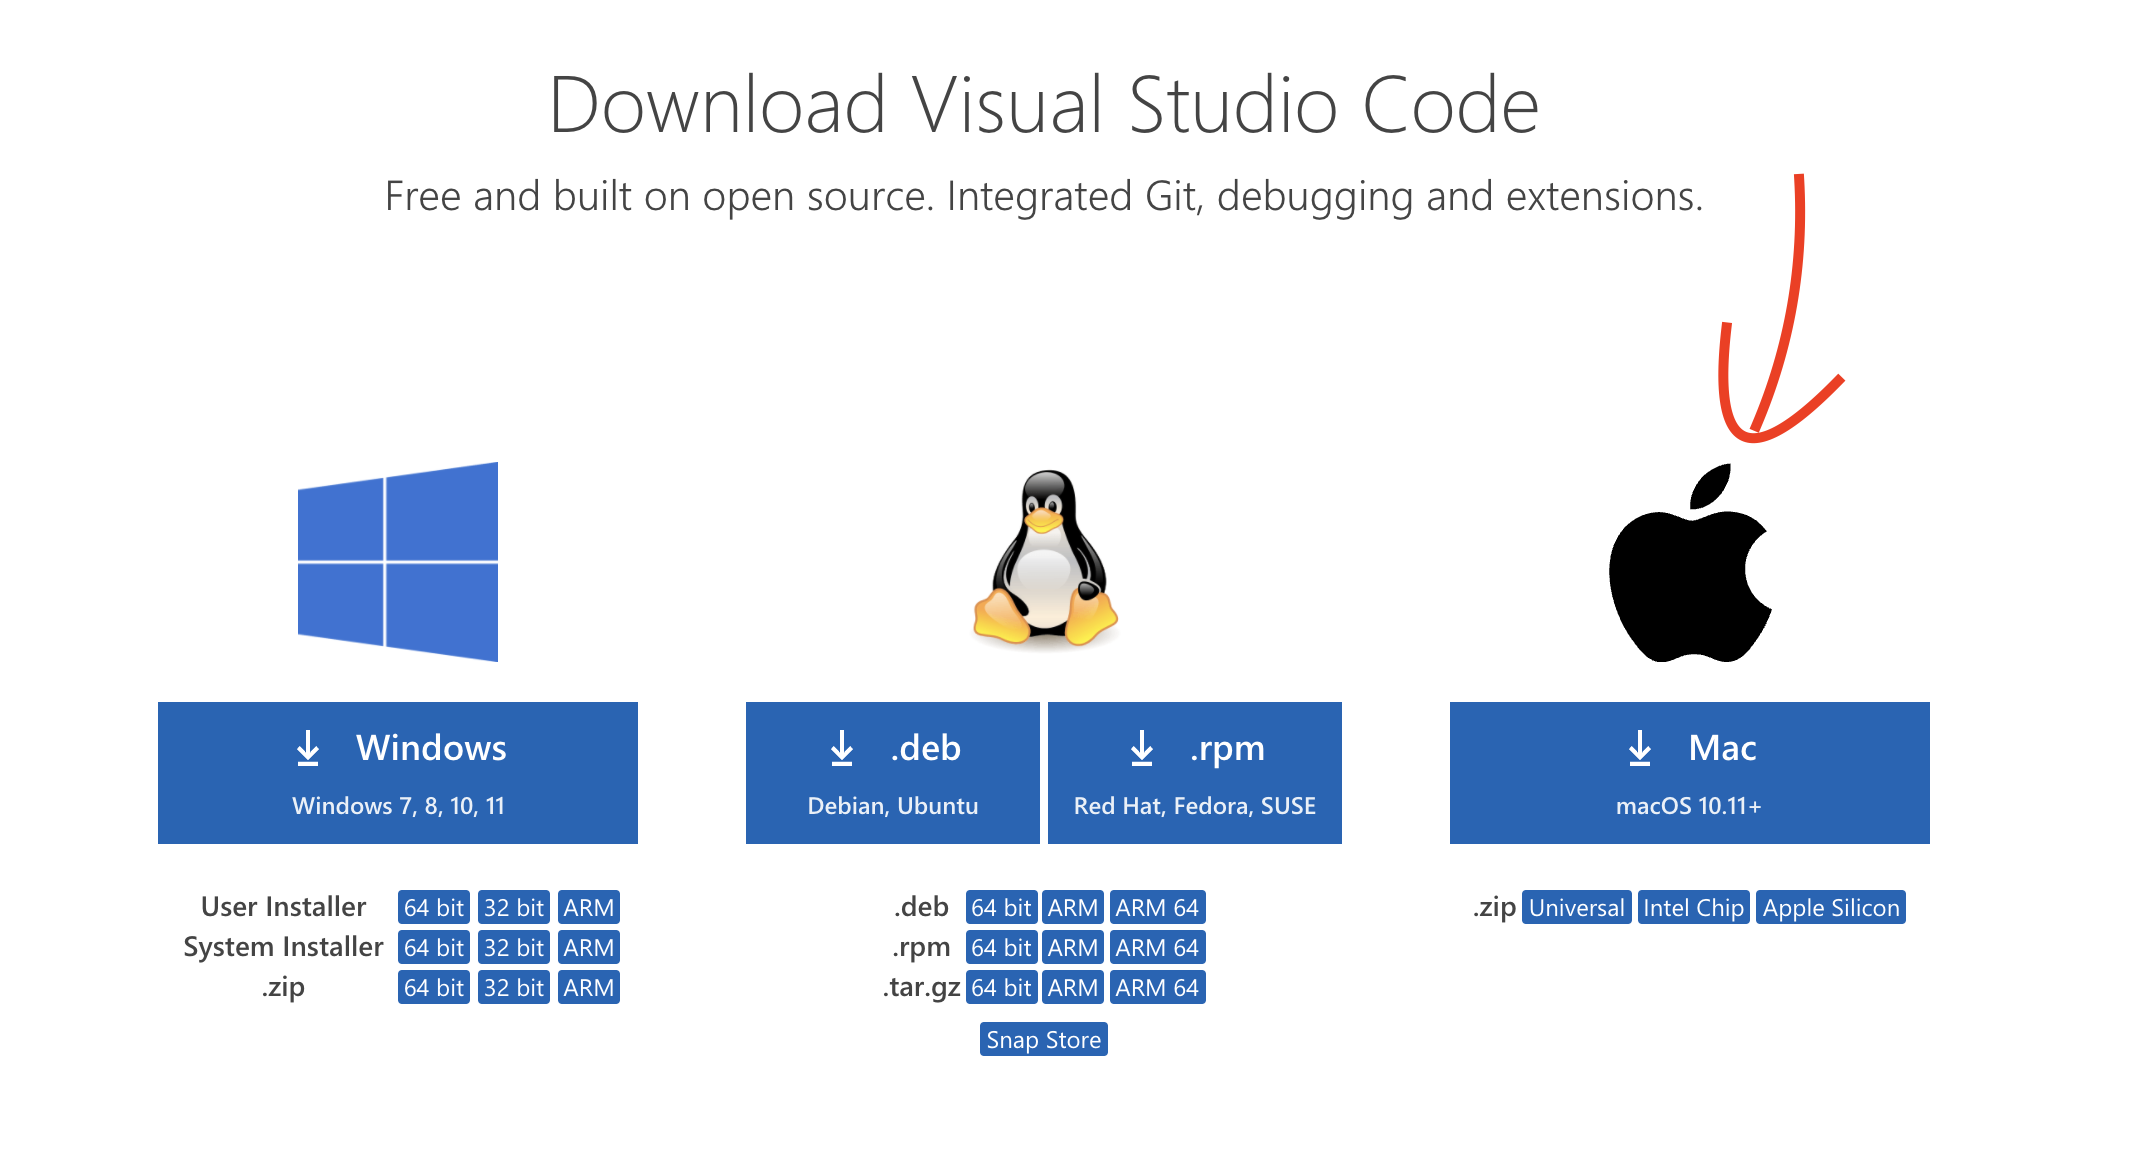 Download Visual Studio Code
Free and built on open source. Integrated Git, debugging and extensions.
Windows
Windows 7, 8, 10, 11
User Installer 64 bit 32 bit ARM
System Installer 64 bit 32 bit ARM
.zip 64 bit 32 bit ARM
.deb
Debian, Ubuntu
.rpm
Red Hat, Fedora, SUSE
.deb 64 bit ARM ARM 64
.rpm 64 bit ARM ARM 64
.tar.gz 64 bit ARM ARM 64
Snap Store
Mac
macOS 10.11+
.zip Universal Intel Chip Apple Silicon